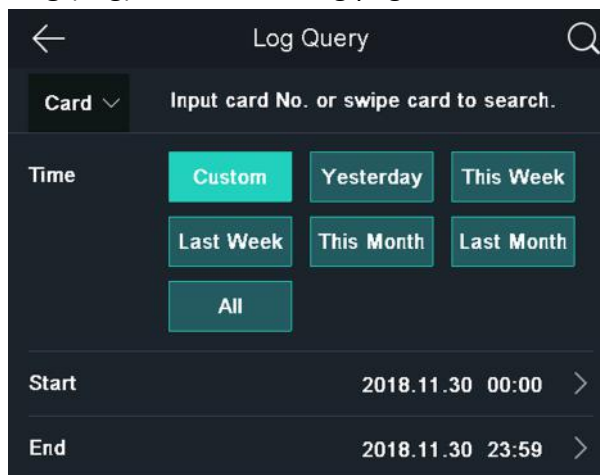 Log Query
Card
Input card No. or swipe card to search.
Time
Custom Yesterday This Week
Last Week This Month Last Month
All
Start 2018.11.30 00:00
End 2018.11.30 23:59